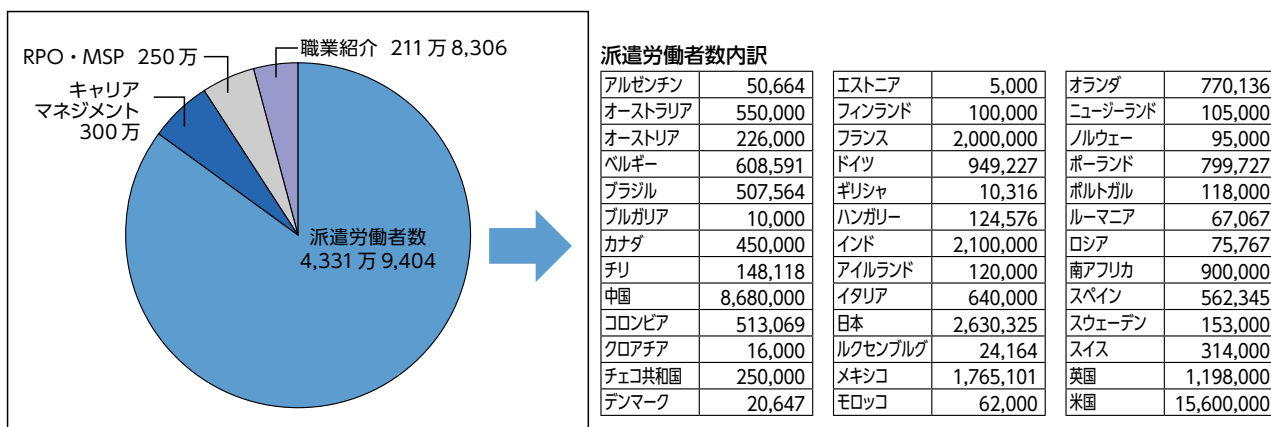 職業紹介 211万8,306
RPO・MSP 250万
キャリア
マネジメント
300万
派遣労働者数
4,331万9,404
派遣労働者数内訳
アルゼンチン 50,664
オーストラリア 550,000
オーストリア 226,000
ベルギー 608,591
ブラジル 507,564
ブルガリア 10,000
カナダ 450,000
チリ 148,118
中国 8,680,000
コロンビア 513,069
クロアチア 16,000
チェコ共和国 250,000
デンマーク 20,647
エストニア 5,000
フィンランド 100,000
フランス 2,000,000
ドイツ 949,227
ギリシャ 10,316
ハンガリー 124,576
インド 2,100,000
アイルランド 120,000
イタリア 640,000
日本 2,630,325
ルクセンブルグ 24,164
メキシコ 1,765,101
モロッコ 62,000
オランダ 770,136
ニュージーランド 105,000
ノルウェー 95,000
ポーランド 799,727
ポルトガル 118,000
ルーマニア 67,067
ロシア 75,767
南アフリカ 900,000
スペイン 562,345
スウェーデン 153,000
スイス 314,000
英国 1,198,000
米国 15,600,000